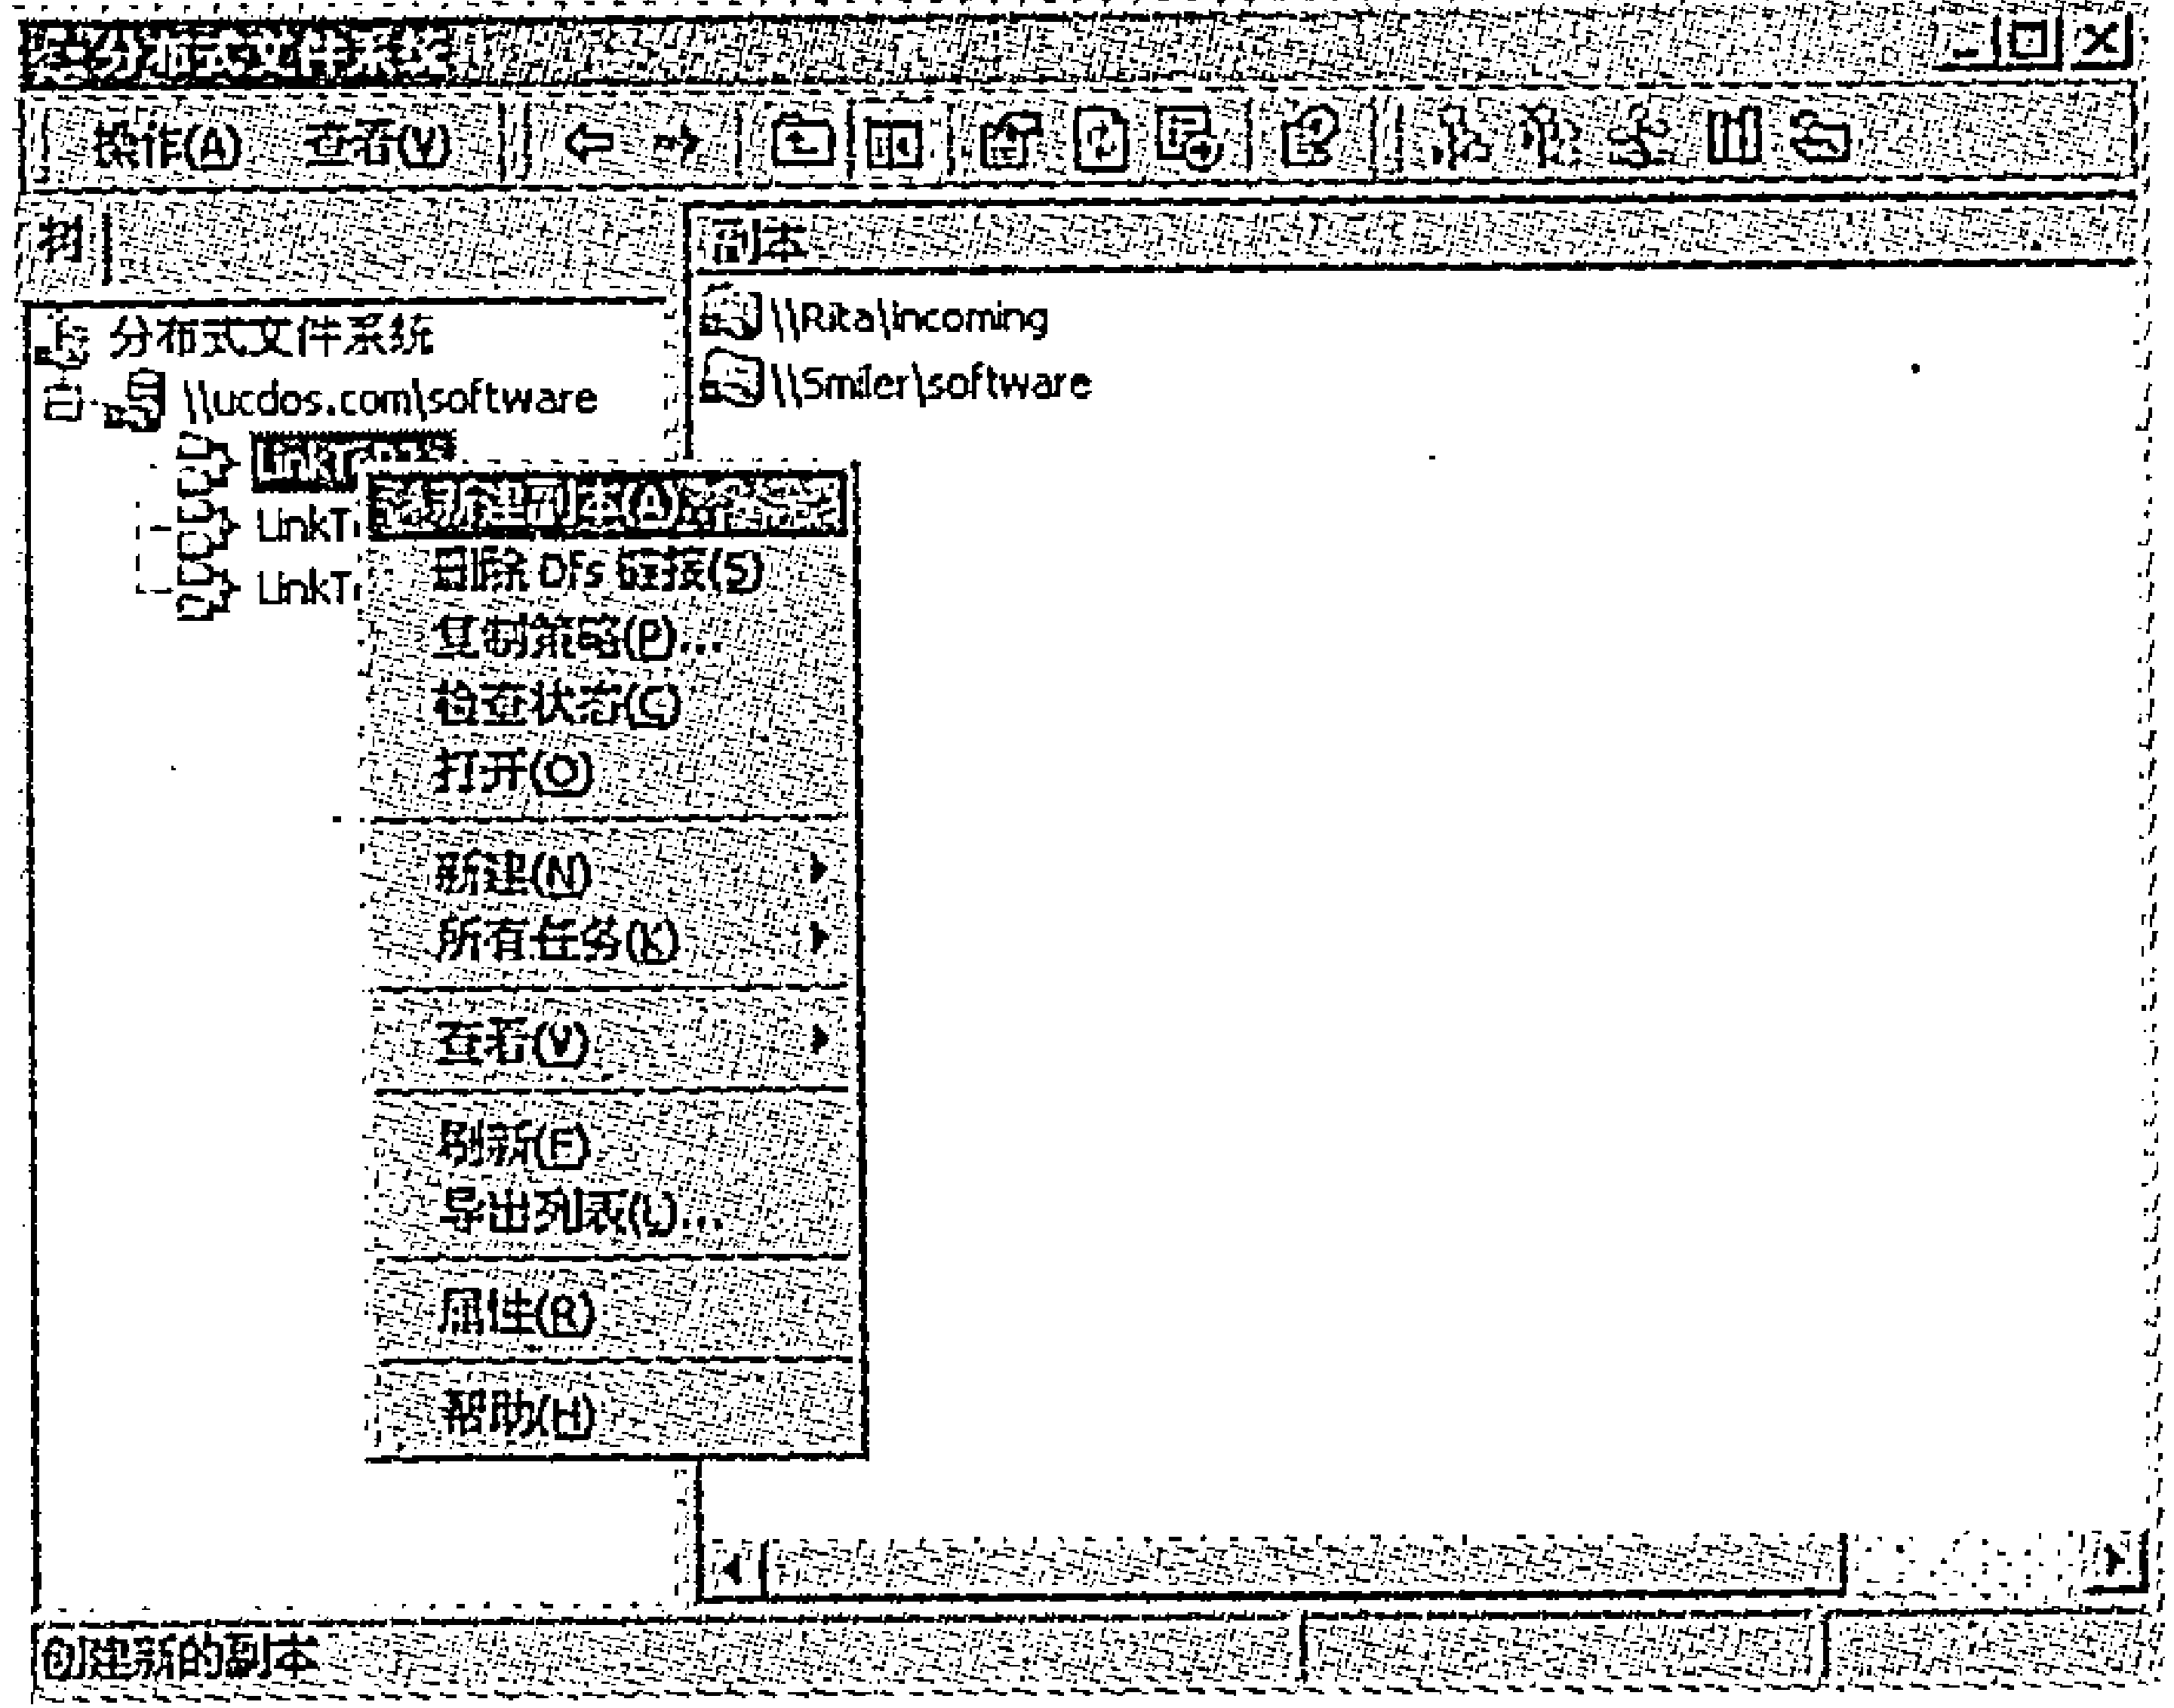 分布式文件系统
操作(A) 查看(V)
树
副本
分布式文件系统
\\ucdos.com\software
\\Rita\incoming
\\Smiler\software
新建副本(A)...
删除 Dfs 链接(S)
复制策略(P)...
检查状态(C)
打开(O)
新建(N)
所有任务(K)
查看(V)
刷新(F)
导出列表(L)...
属性(R)
帮助(H)
创建新的副本